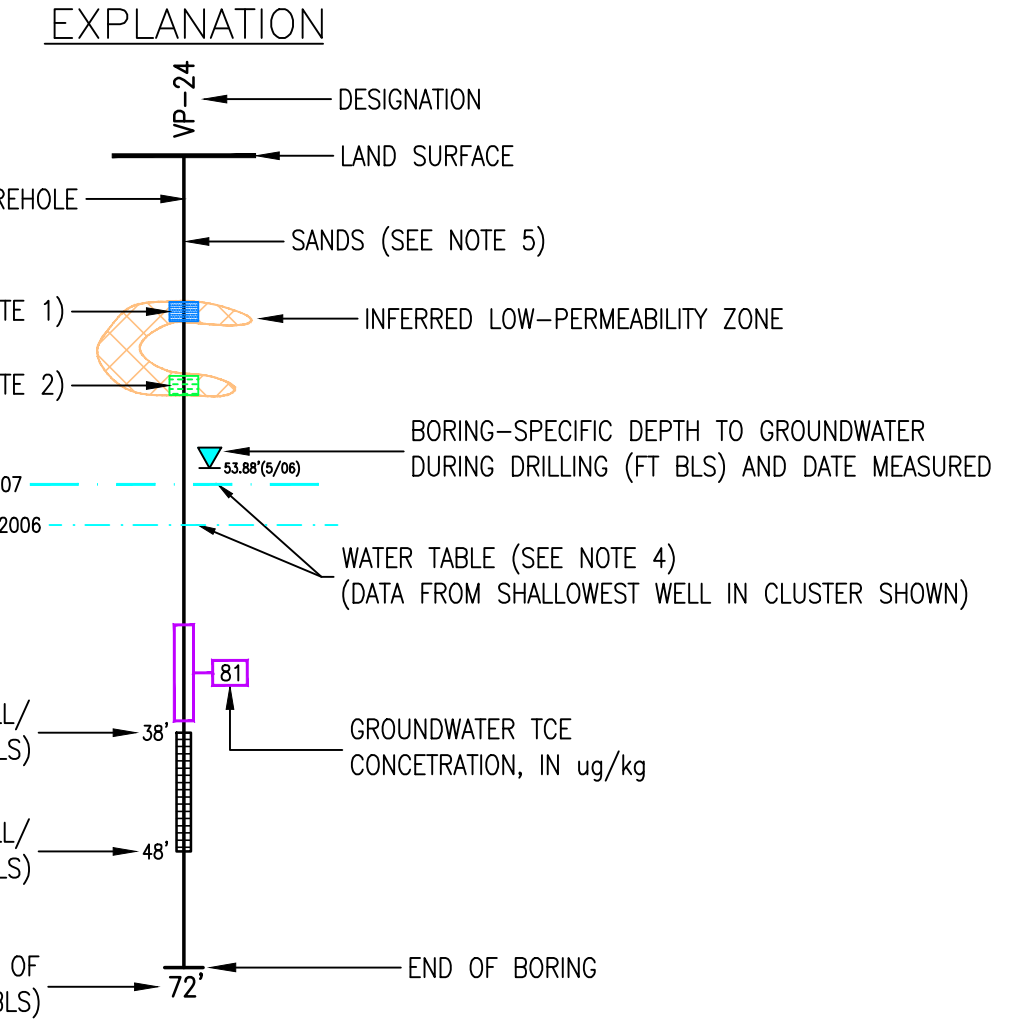 EXPLANATION
VP-24
DESIGNATION
LAND SURFACE
REHOLE
SANDS (SEE NOTE 5)
TE 1)
INFERRED LOW-PERMEABILITY ZONE
TE 2)
BORING-SPECIFIC DEPTH TO GROUNDWATER
DURING DRILLING (FT BLS) AND DATE MEASURED
53.88'(5/06)
07
2006
WATER TABLE (SEE NOTE 4)
(DATA FROM SHALLOWEST WELL IN CLUSTER SHOWN)
81
LL/
BLS)
38'
GROUNDWATER TCE
CONCETRATION, IN ug/kg
LL/
LS)
48'
OF
BLS)
72'
END OF BORING